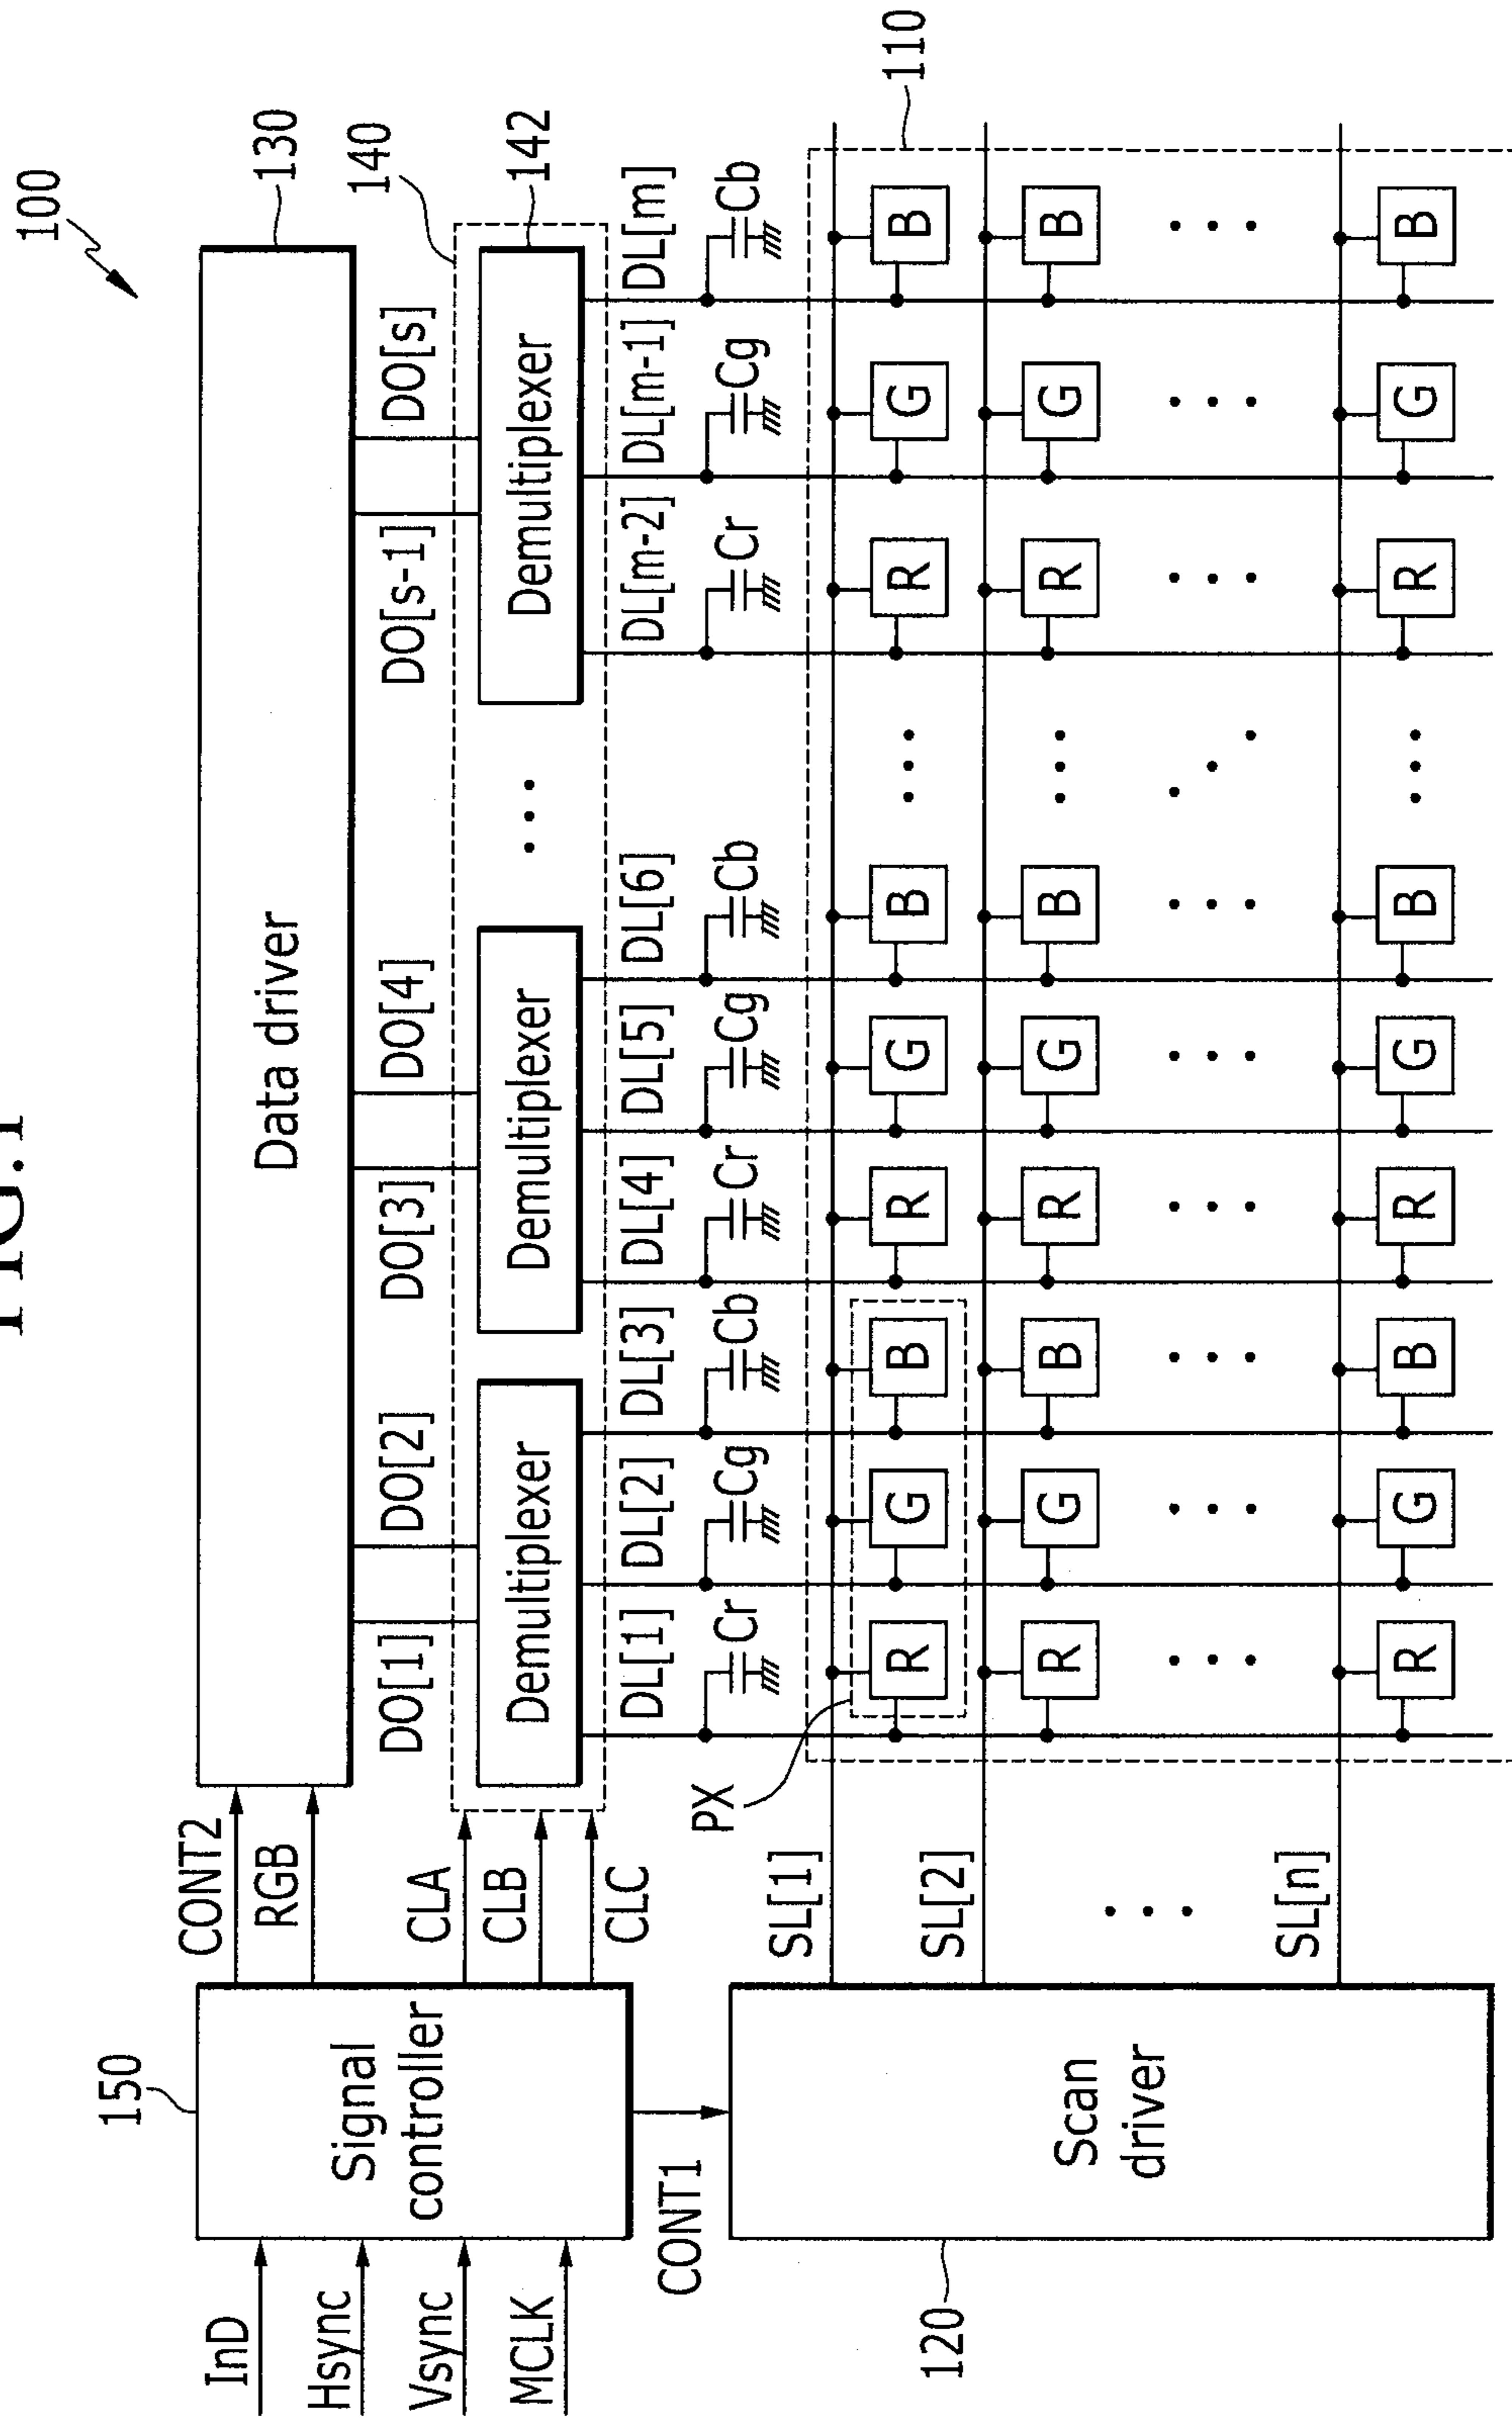 FIG. 1
100
Data driver
130
140
142
DO[1]
DO[2]
DO[3]
DO[4]
DO[s-1]
DO[s]
Demultiplexer
Demultiplexer
...
Demultiplexer
150
Signal
controller
InD
Hsync
Vsync
MCLK
CONT2
RGB
CLA
CLB
CLC
CONT1
DL[1]
DL[2]
DL[3]
DL[4]
DL[5]
DL[6]
DL[m-2]
DL[m-1]
DL[m]
Cr
Cg
Cb
Cr
Cg
Cb
Cr
Cg
Cb
110
PX
120
Scan
driver
SL[1]
R G B R G B ... R G B
SL[2]
R G B R G B ... R G B
SL[n]
R G B R G B ... R G B